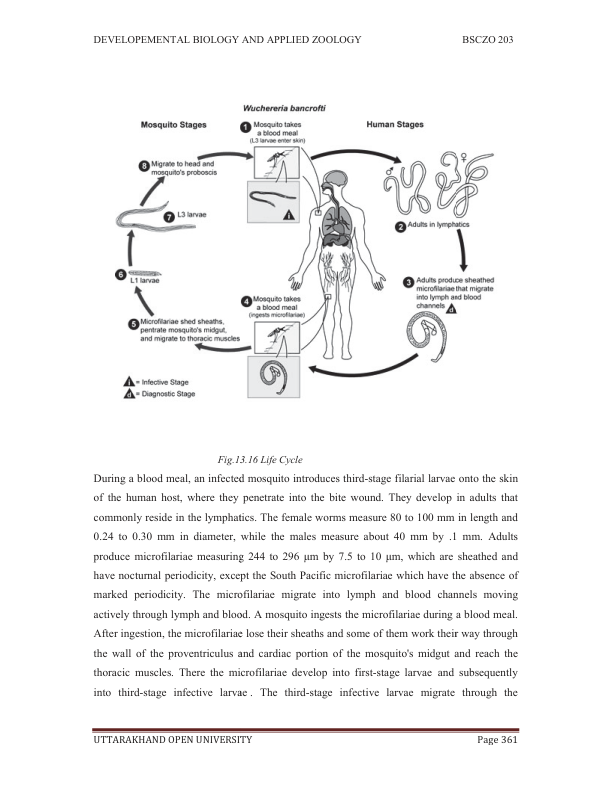 DEVELOPEMENTAL BIOLOGY AND APPLIED ZOOLOGY BSCZO 203
Wuchereria bancrofti
Mosquito Stages
Human Stages
1 Mosquito takes
a blood meal
(L3 larvae enter skin)
i
♂
♀
2 Adults in lymphatics
3 Adults produce sheathed
microfilariae that migrate
into lymph and blood
channels d
4 Mosquito takes
a blood meal
(ingests microfilariae)
5 Microfilariae shed sheaths,
pentrate mosquito's midgut,
and migrate to thoracic muscles
6
L1 larvae
7 L3 larvae
8 Migrate to head and
mosquito's proboscis
i = Infective Stage
d = Diagnostic Stage
Fig.13.16 Life Cycle
During a blood meal, an infected mosquito introduces third-stage filarial larvae onto the skin
of the human host, where they penetrate into the bite wound. They develop in adults that
commonly reside in the lymphatics. The female worms measure 80 to 100 mm in length and
0.24 to 0.30 mm in diameter, while the males measure about 40 mm by .1 mm. Adults
produce microfilariae measuring 244 to 296 μm by 7.5 to 10 μm, which are sheathed and
have nocturnal periodicity, except the South Pacific microfilariae which have the absence of
marked periodicity. The microfilariae migrate into lymph and blood channels moving
actively through lymph and blood. A mosquito ingests the microfilariae during a blood meal.
After ingestion, the microfilariae lose their sheaths and some of them work their way through
the wall of the proventriculus and cardiac portion of the mosquito's midgut and reach the
thoracic muscles. There the microfilariae develop into first-stage larvae and subsequently
into third-stage infective larvae . The third-stage infective larvae migrate through the
UTTARAKHAND OPEN UNIVERSITY Page 361